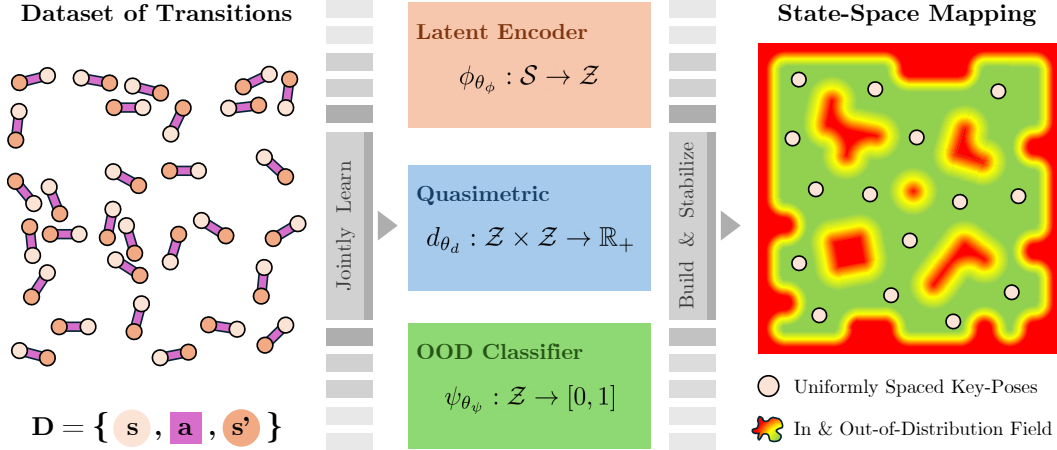 Dataset of Transitions
D = { s , a , s' }
Jointly Learn
Latent Encoder
ϕ_{θ_ϕ} : 𝒮 → 𝒵
Quasimetric
d_{θ_d} : 𝒵 × 𝒵 → ℝ₊
OOD Classifier
ψ_{θ_ψ} : 𝒵 → [0, 1]
Build & Stabilize
State-Space Mapping
Uniformly Spaced Key-Poses
In & Out-of-Distribution Field